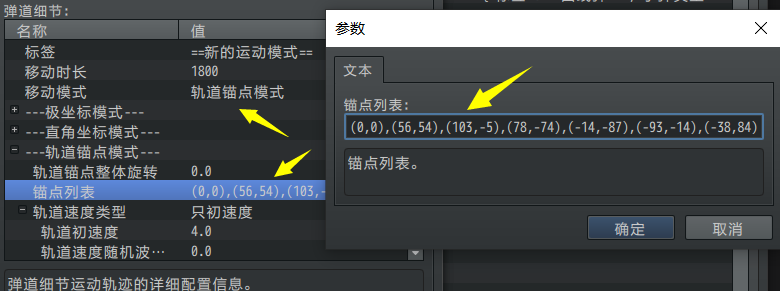 弹道细节:
名称 值
标签 ==新的运动模式==
移动时长 1800
移动模式 轨道锚点模式
---极坐标模式---
---直角坐标模式---
---轨道锚点模式---
轨道锚点整体旋转 0.0
锚点列表 (0,0),(56,54),(103,-
轨道速度类型 只初速度
轨道初速度 4.0
轨道速度随机波… 0.0
弹道细节运动轨迹的详细配置信息。
参数
文本
锚点列表:
(0,0),(56,54),(103,-5),(78,-74),(-14,-87),(-93,-14),(-38,84)
锚点列表。
确定 取消